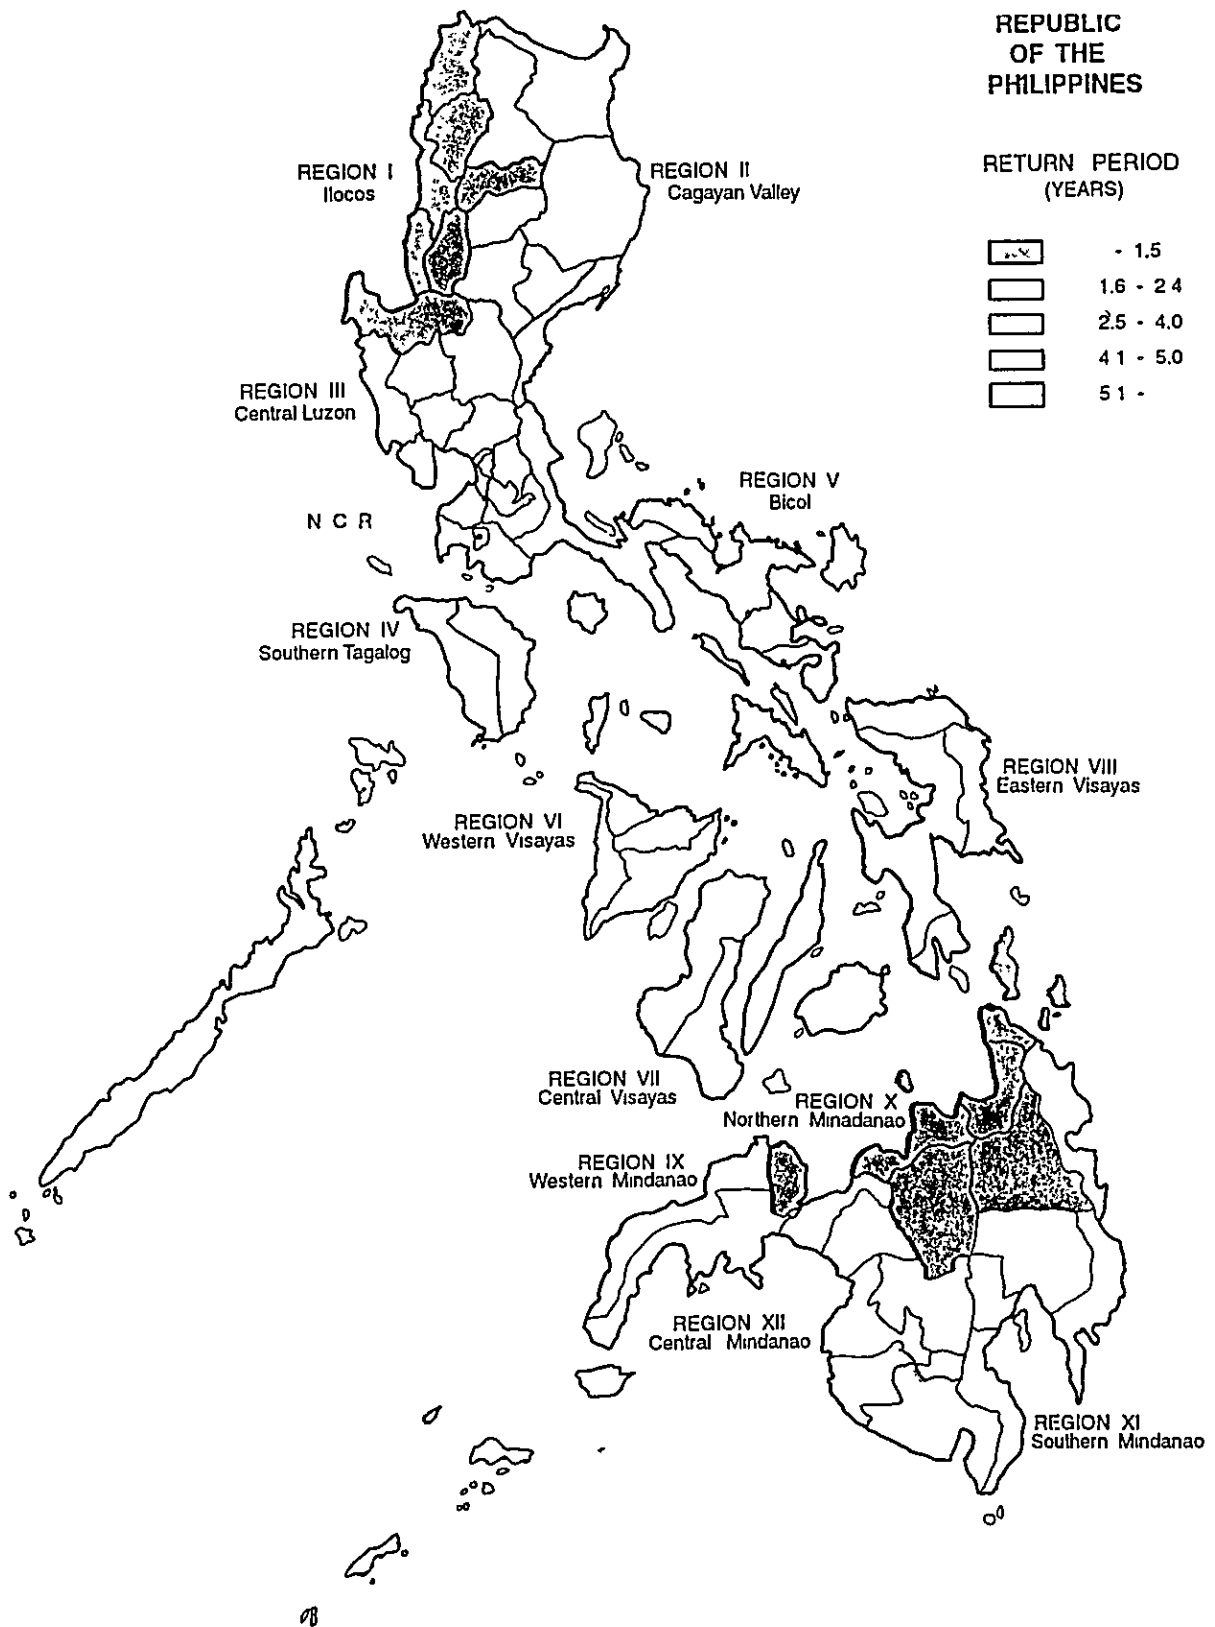 REPUBLIC
OF THE
PHILIPPINES
RETURN PERIOD
(YEARS)
- 1.5
1.6 - 2 4
2.5 - 4.0
4 1 - 5.0
5 1 -
REGION I
Ilocos
REGION II
Cagayan Valley
REGION III
Central Luzon
REGION V
Bicol
N C R
REGION IV
Southern Tagalog
REGION VIII
Eastern Visayas
REGION VI
Western Visayas
REGION VII
Central Visayas
REGION X
Northern Minadanao
REGION IX
Western Mindanao
REGION XII
Central Mindanao
REGION XI
Southern Mindanao